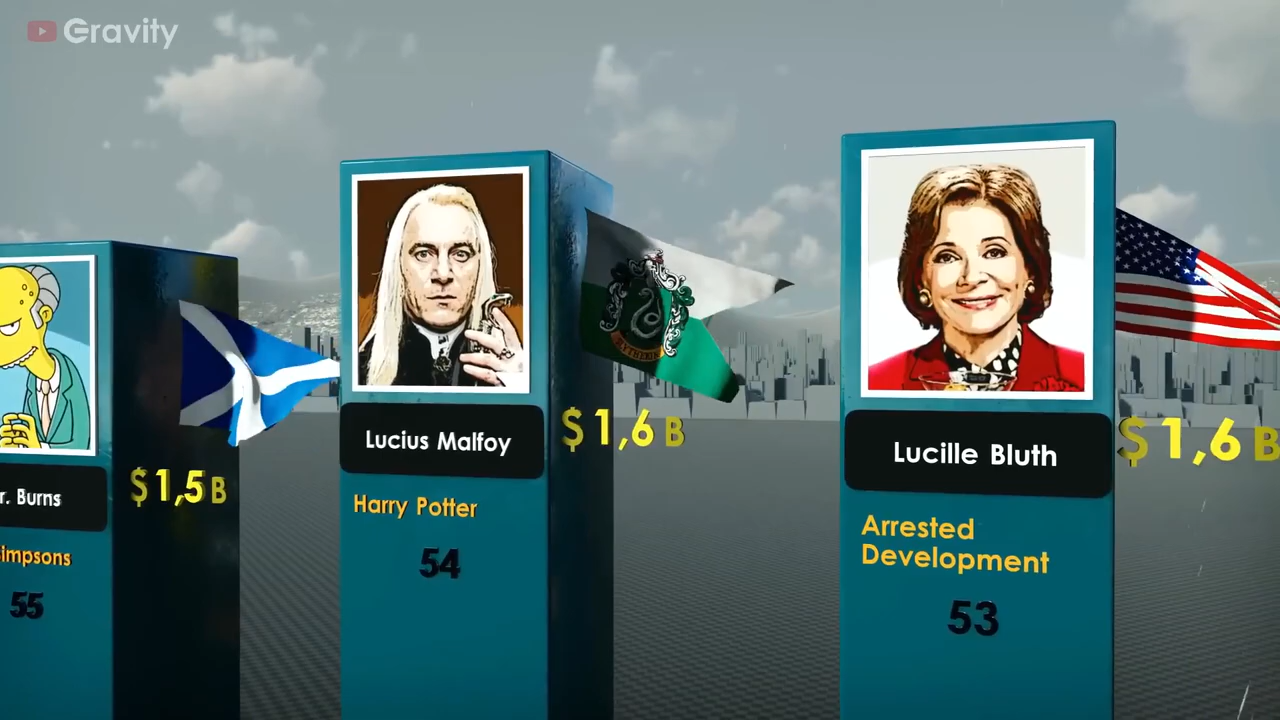 Gravity
r. Burns
$ 1,5 B
impsons
55
Lucius Malfoy
$ 1,6 B
Harry Potter
54
Lucille Bluth
$ 1,6 B
Arrested
Development
53